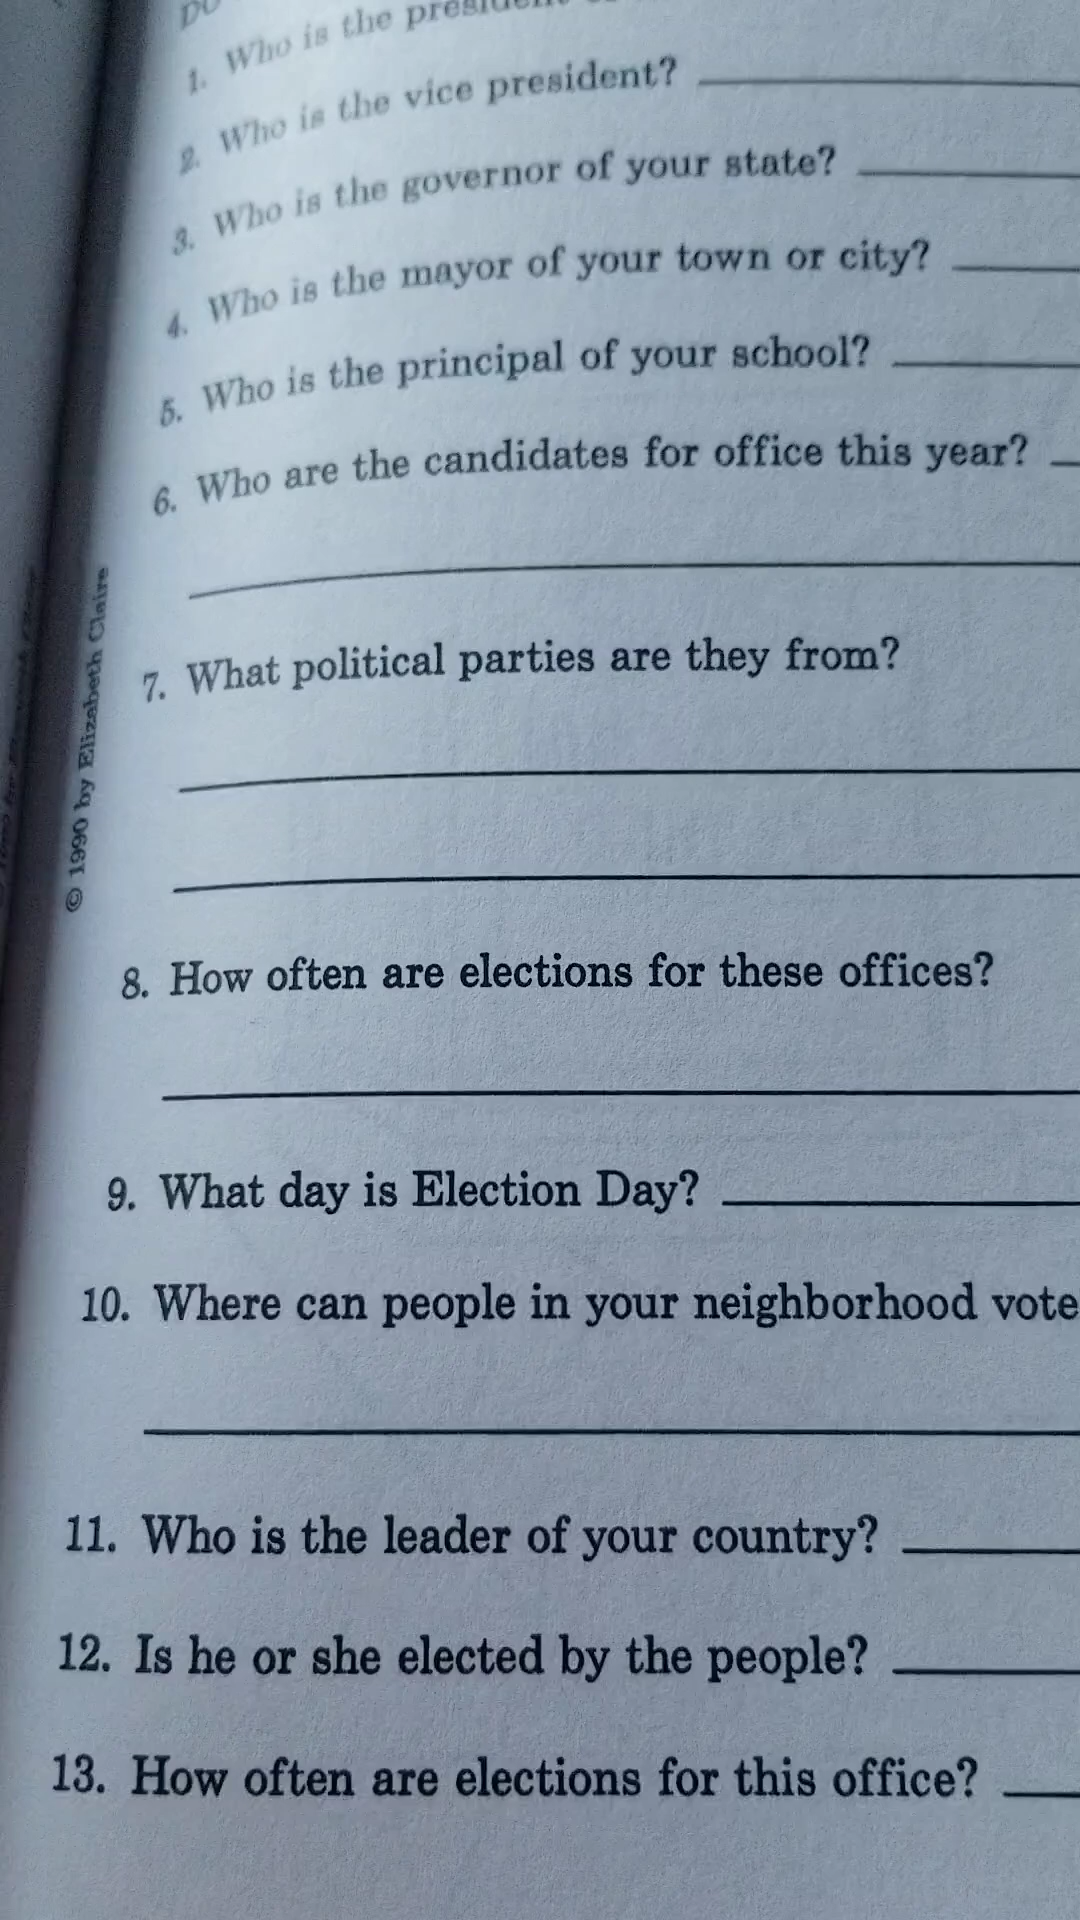 1. Who is the president
2. Who is the vice president?
3. Who is the governor of your state?
4. Who is the mayor of your town or city?
5. Who is the principal of your school?
6. Who are the candidates for office this year?
7. What political parties are they from?
8. How often are elections for these offices?
9. What day is Election Day?
10. Where can people in your neighborhood vote
11. Who is the leader of your country?
12. Is he or she elected by the people?
13. How often are elections for this office?
© 1990 by Elizabeth Claire